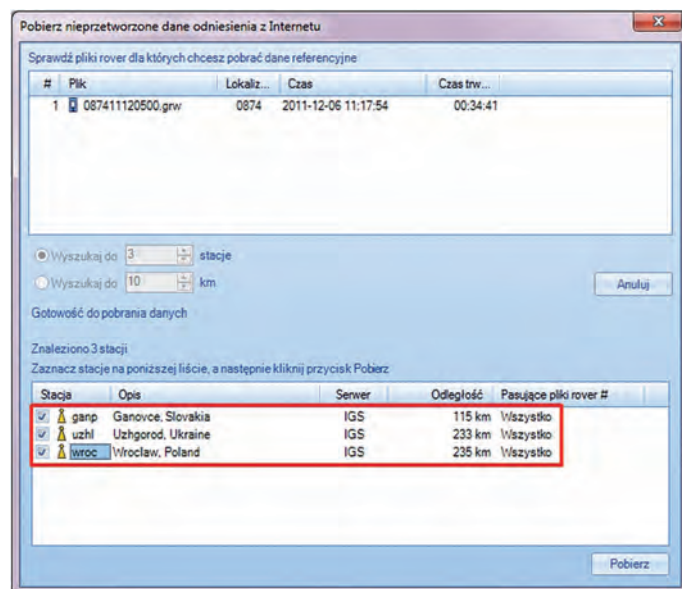 Pobierz nieprzetworzone dane odniesienia z Internetu
Sprawdź pliki rover dla których chcesz pobrać dane referencyjne
# Plik Lokaliz... Czas Czas trw...
1 087411120500.grw 0874 2011-12-06 11:17:54 00:34:41
Wyszukaj do 3 stacje
Wyszukaj do 10 km
Anuluj
Gotowość do pobrania danych
Znaleziono 3 stacji
Zaznacz stacje na poniższej liście, a następnie kliknij przycisk Pobierz
Stacja Opis Serwer Odległość Pasujące pliki rover #
ganp Ganovce, Slovakia IGS 115 km Wszystko
uzhl Uzhgorod, Ukraine IGS 233 km Wszystko
wroc Wroclaw, Poland IGS 235 km Wszystko
Pobierz